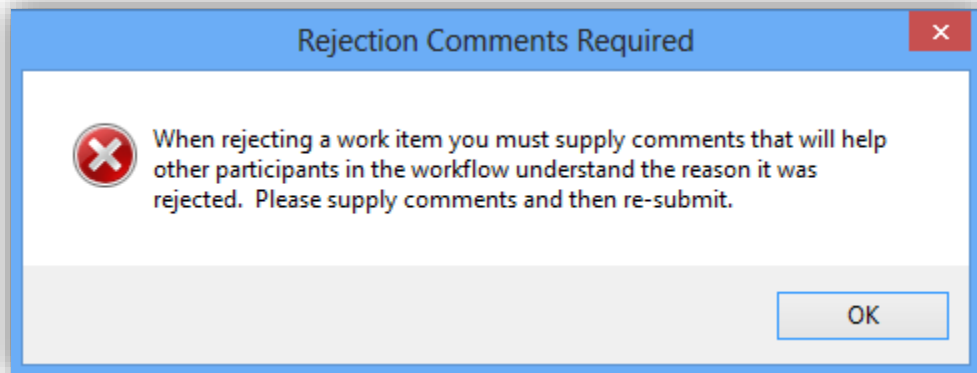 Rejection Comments Required
When rejecting a work item you must supply comments that will help
other participants in the workflow understand the reason it was
rejected.  Please supply comments and then re-submit.
OK